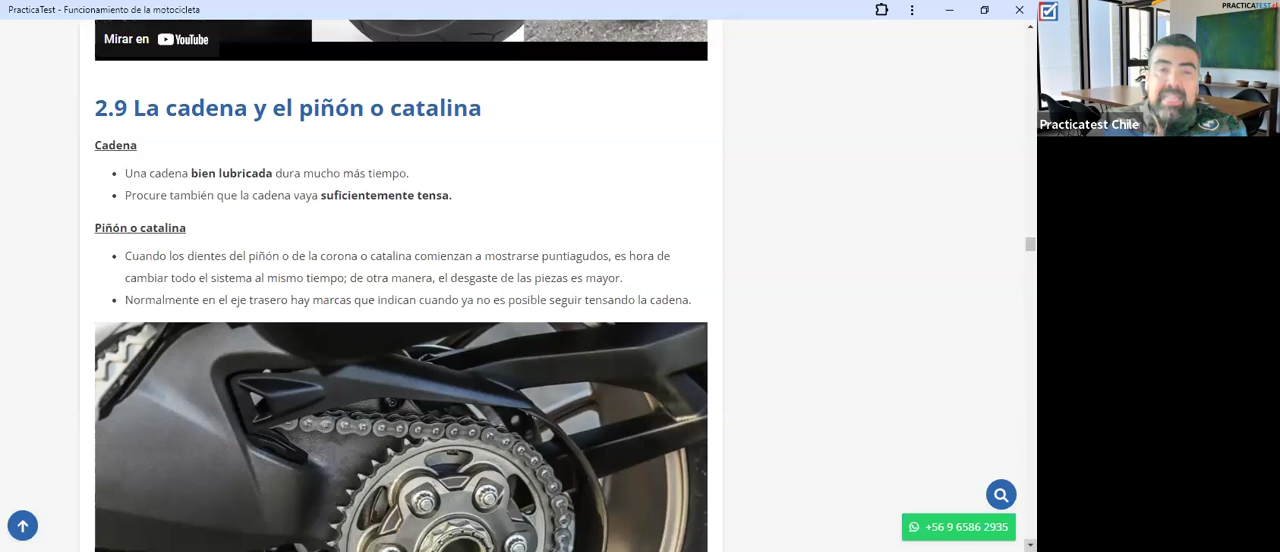 PracticaTest - Funcionamiento de la motocicleta
PRACTICATEST.cl
Mirar en YouTube
2.9 La cadena y el piñón o catalina
Practicatest Chile
Cadena
Una cadena bien lubricada dura mucho más tiempo.
Procure también que la cadena vaya suficientemente tensa.
Piñón o catalina
Cuando los dientes del piñón o de la corona o catalina comienzan a mostrarse puntiagudos, es hora de
cambiar todo el sistema al mismo tiempo; de otra manera, el desgaste de las piezas es mayor.
Normalmente en el eje trasero hay marcas que indican cuando ya no es posible seguir tensando la cadena.
+56 9 6586 2935